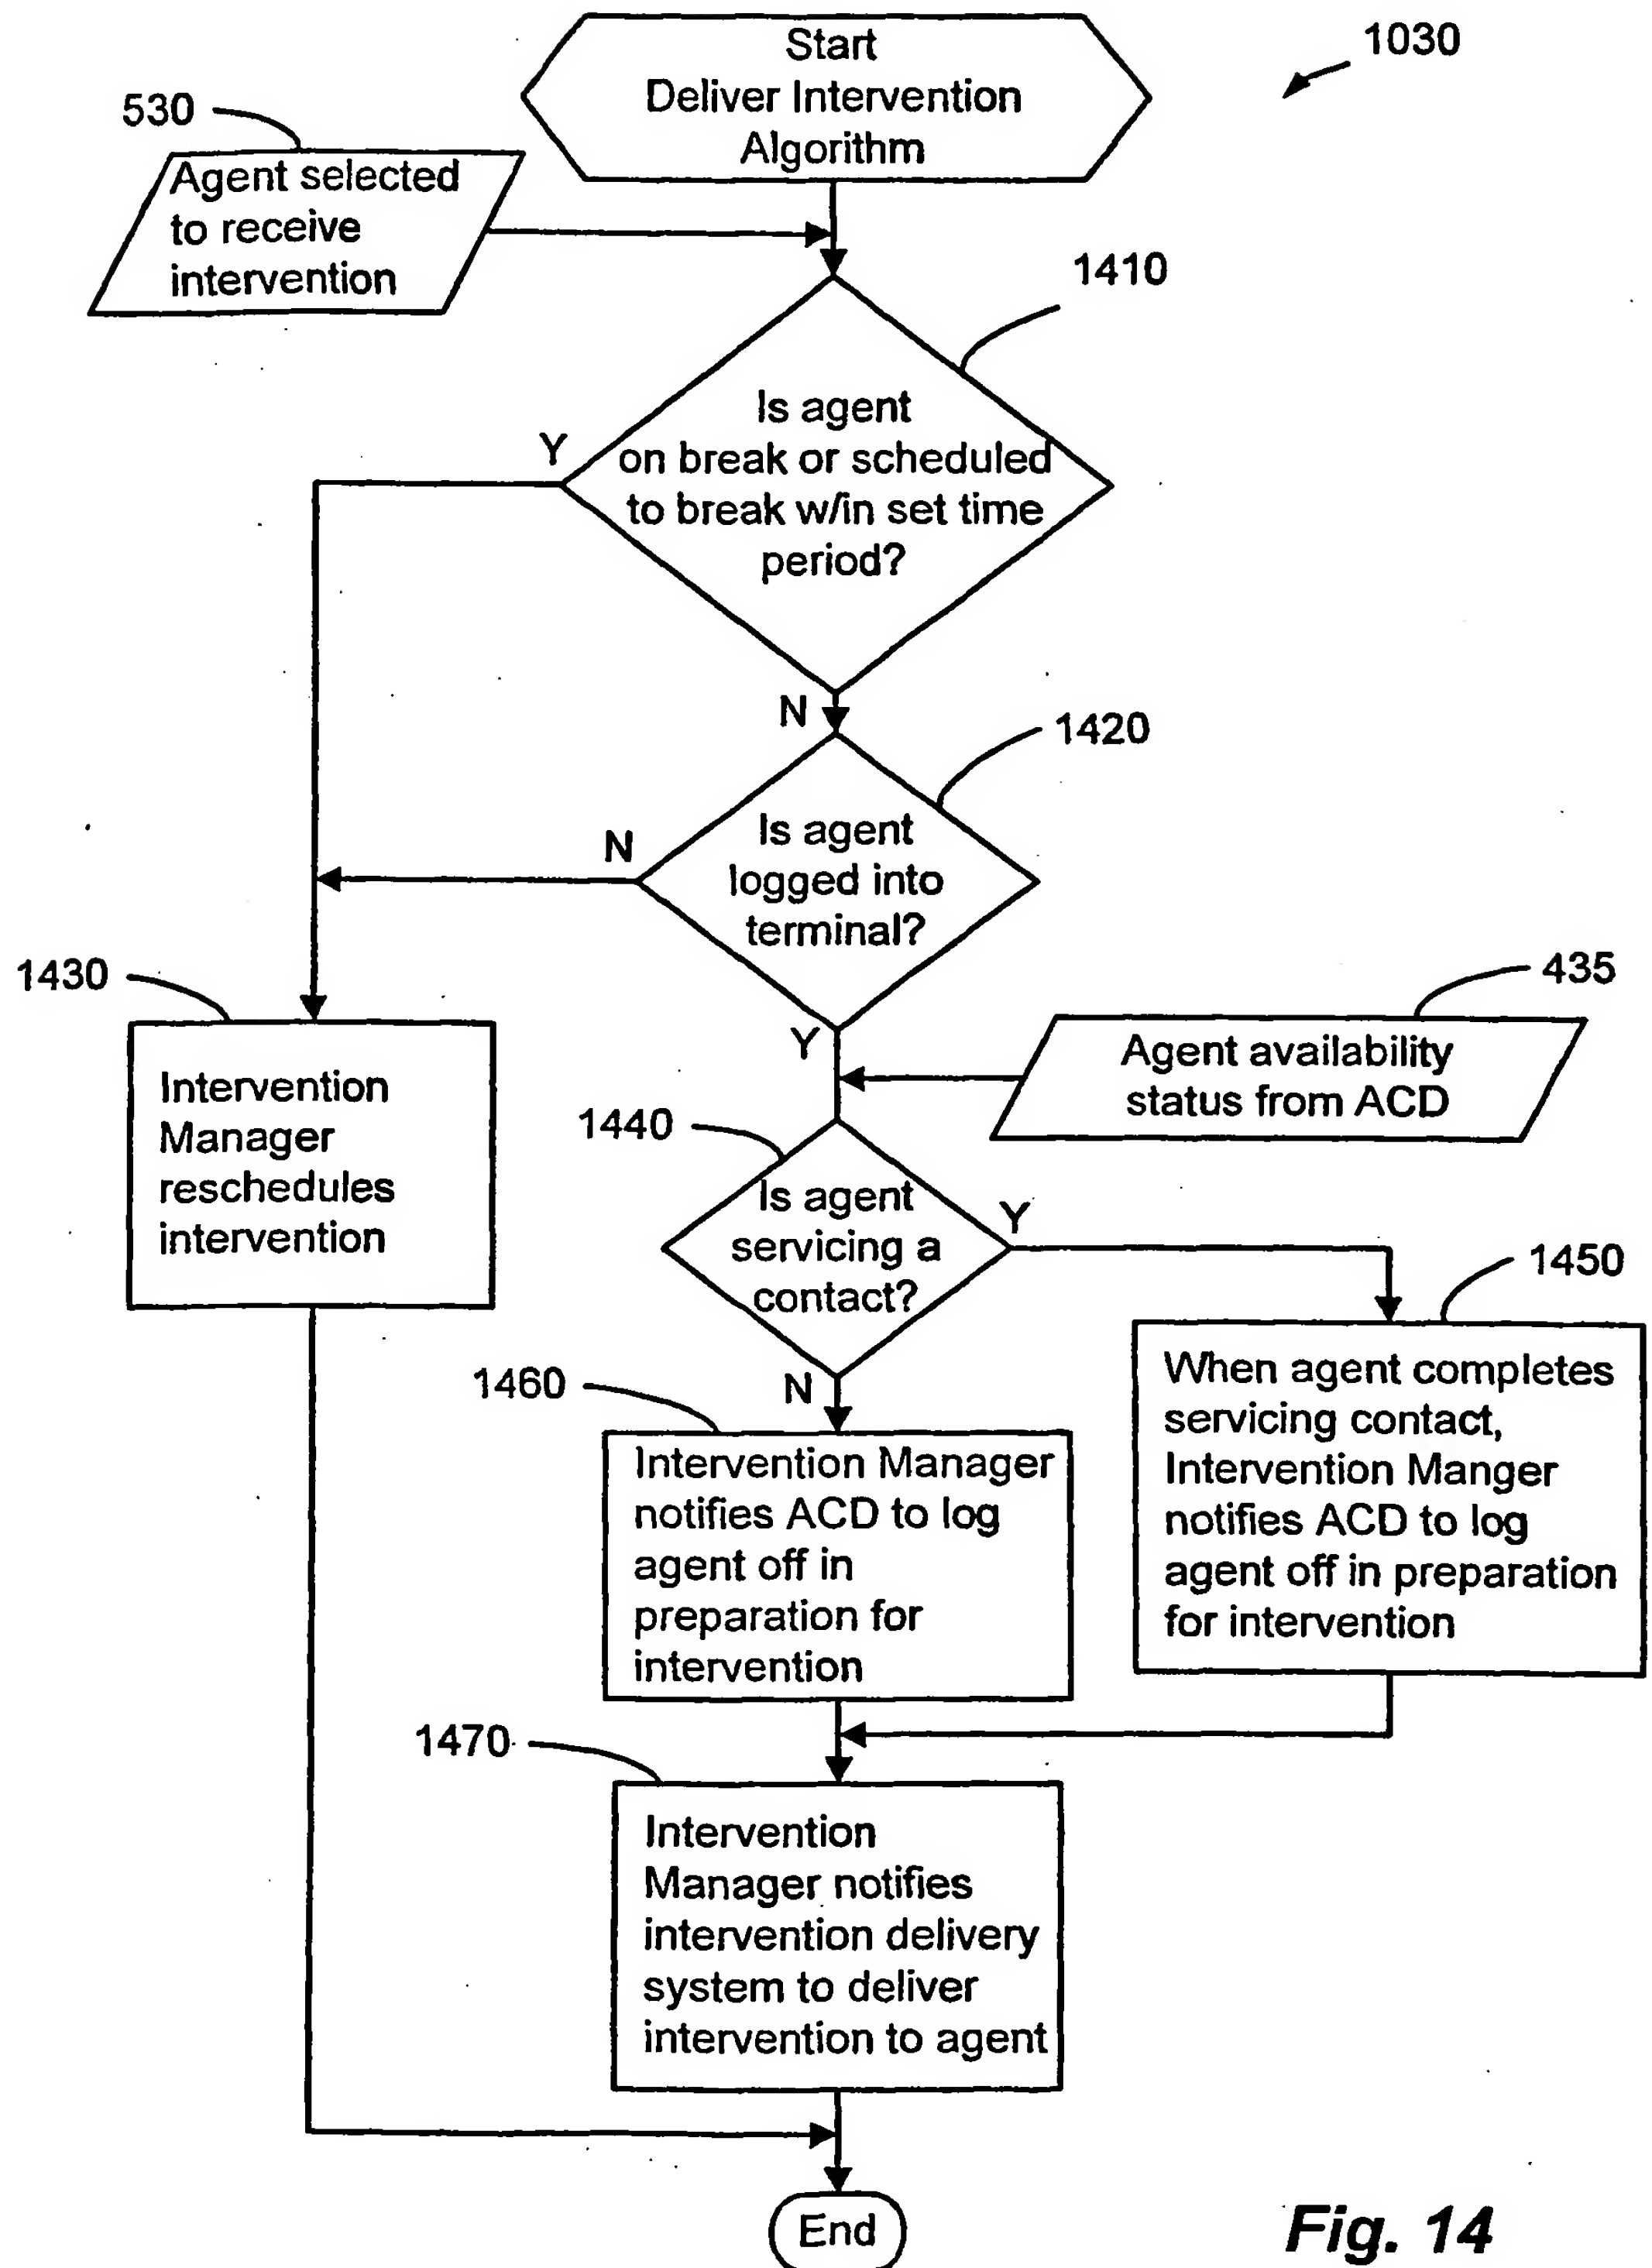 Start
Deliver Intervention
Algorithm
1030
530
Agent selected
to receive
intervention
1410
Is agent
on break or scheduled
to break w/in set time
period?
Y
N
1420
Is agent
logged into
terminal?
N
Y
1430
Intervention
Manager
reschedules
intervention
435
Agent availability
status from ACD
1440
Is agent
servicing a
contact?
Y
N
1450
When agent completes
servicing contact,
Intervention Manger
notifies ACD to log
agent off in preparation
for intervention
1460
Intervention Manager
notifies ACD to log
agent off in
preparation for
intervention
1470
Intervention
Manager notifies
intervention delivery
system to deliver
intervention to agent
End
Fig. 14